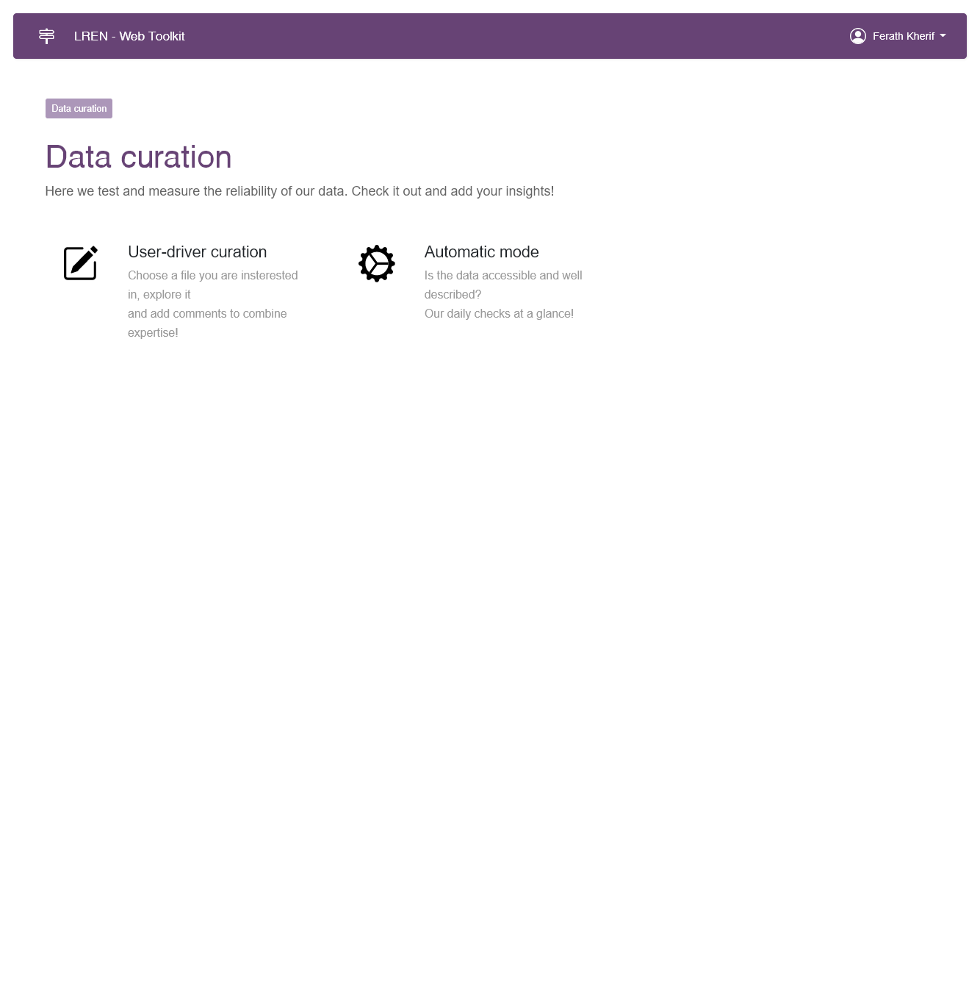 LREN - Web Toolkit
Ferath Kherif
Data curation
Data curation
Here we test and measure the reliability of our data. Check it out and add your insights!
User-driver curation
Choose a file you are insterested
in, explore it
and add comments to combine
expertise!
Automatic mode
Is the data accessible and well
described?
Our daily checks at a glance!